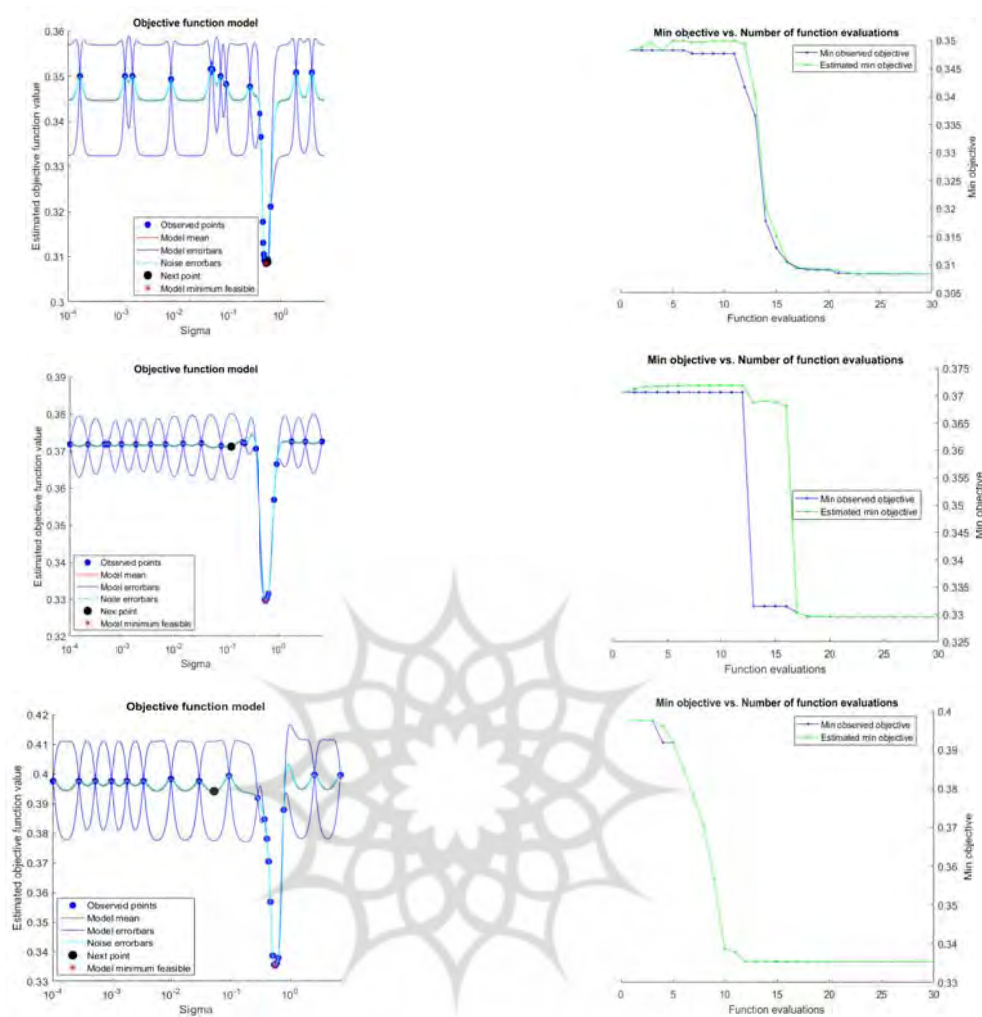 Objective function model
Estimated objective function value
0.36
0.35
0.34
0.33
0.32
0.31
0.3
Observed points
Model mean
Model errorbars
Noise errorbars
Next point
Model minimum feasible
10-4
10-3
10-2
10-1
100
Sigma
Min objective vs. Number of function evaluations
Min observed objective
Estimated min objective
0.35
0.345
0.34
0.335
0.33
0.325
0.32
0.315
0.31
0.305
Min objective
0
5
10
15
20
25
30
Function evaluations
Objective function model
Estimated objective function value
0.39
0.38
0.37
0.36
0.35
0.34
0.33
0.32
Observed points
Model mean
Model errorbars
Noise errorbars
Nex point
Model minimum feasible
10-4
10-3
10-2
10-1
100
Sigma
Min objective vs. Number of function evaluations
Min observed objective
Estimated min objective
0.375
0.37
0.365
0.36
0.355
0.35
0.345
0.34
0.335
0.33
0.325
Min objective
0
5
10
15
20
25
30
Function evaluations
Objective function model
Estimated objective function value
0.42
0.41
0.4
0.39
0.38
0.37
0.36
0.35
0.34
0.33
Observed points
Model mean
Model errorbars
Noise errorbars
Next point
Model minimum feasible
10-4
10-3
10-2
10-1
100
Sigma
Min objective vs. Number of function evaluations
Min observed objective
Estimated min objective
0.4
0.39
0.38
0.37
0.36
0.35
0.34
0.33
Min objective
0
5
10
15
20
25
30
Function evaluations